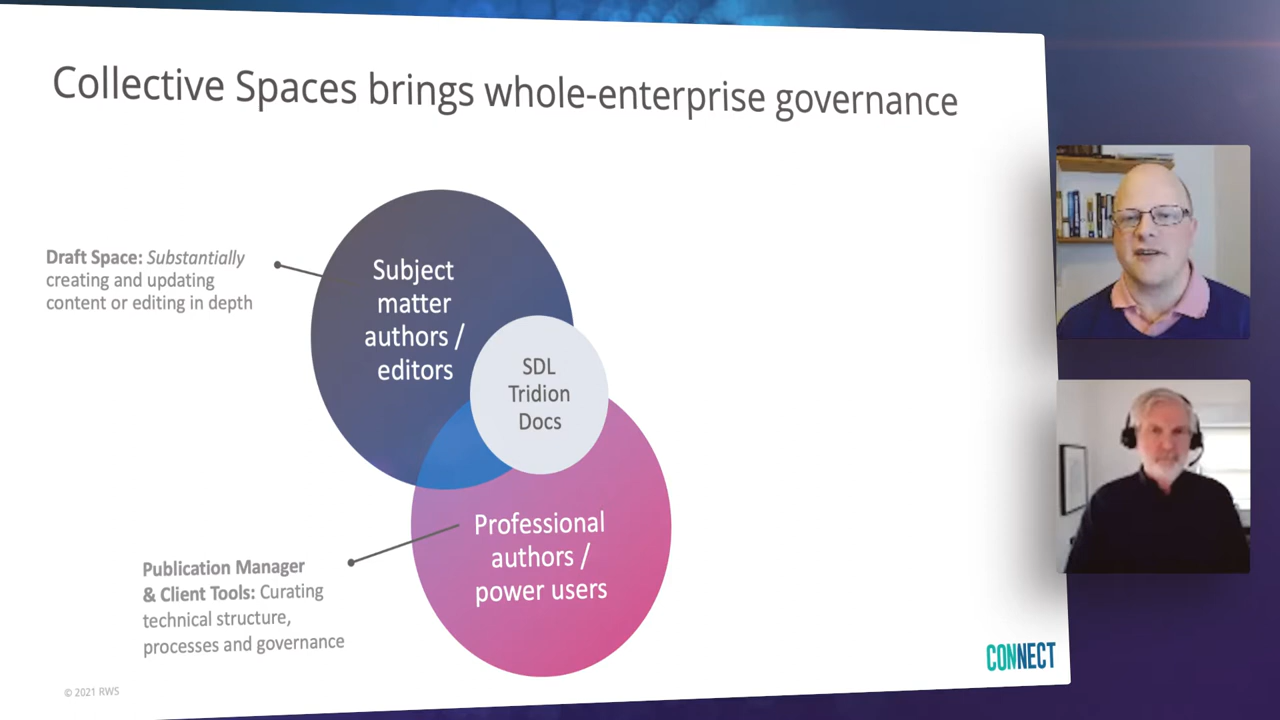 Collective Spaces brings whole-enterprise governance
Draft Space: Substantially
creating and updating
content or editing in depth
Subject
matter
authors /
editors
SDL
Tridion
Docs
Professional
authors /
power users
Publication Manager
& Client Tools: Curating
technical structure,
processes and governance
© 2021 RWS
CONNECT